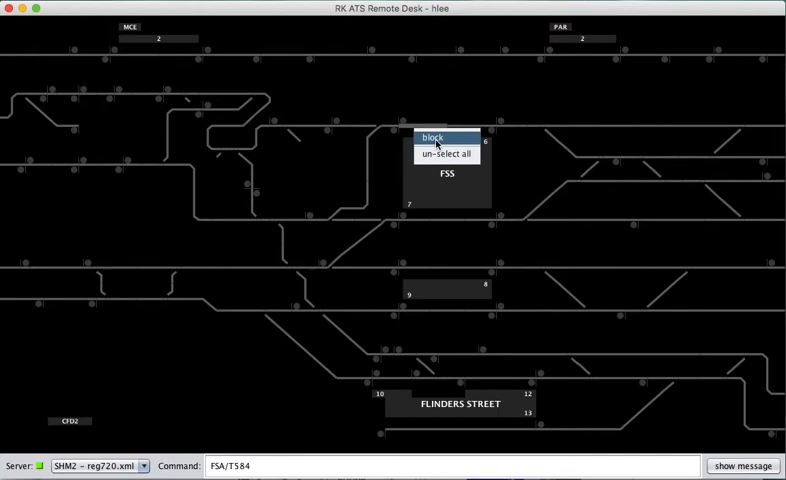 RK ATS Remote Desk - hlee
MCE
2
PAR
2
block
un-select all
6
FSS
7
8
9
10
12
FLINDERS STREET
13
CFD2
Server:
SHM2 - reg720.xml
Command:
FSA/T584
show message